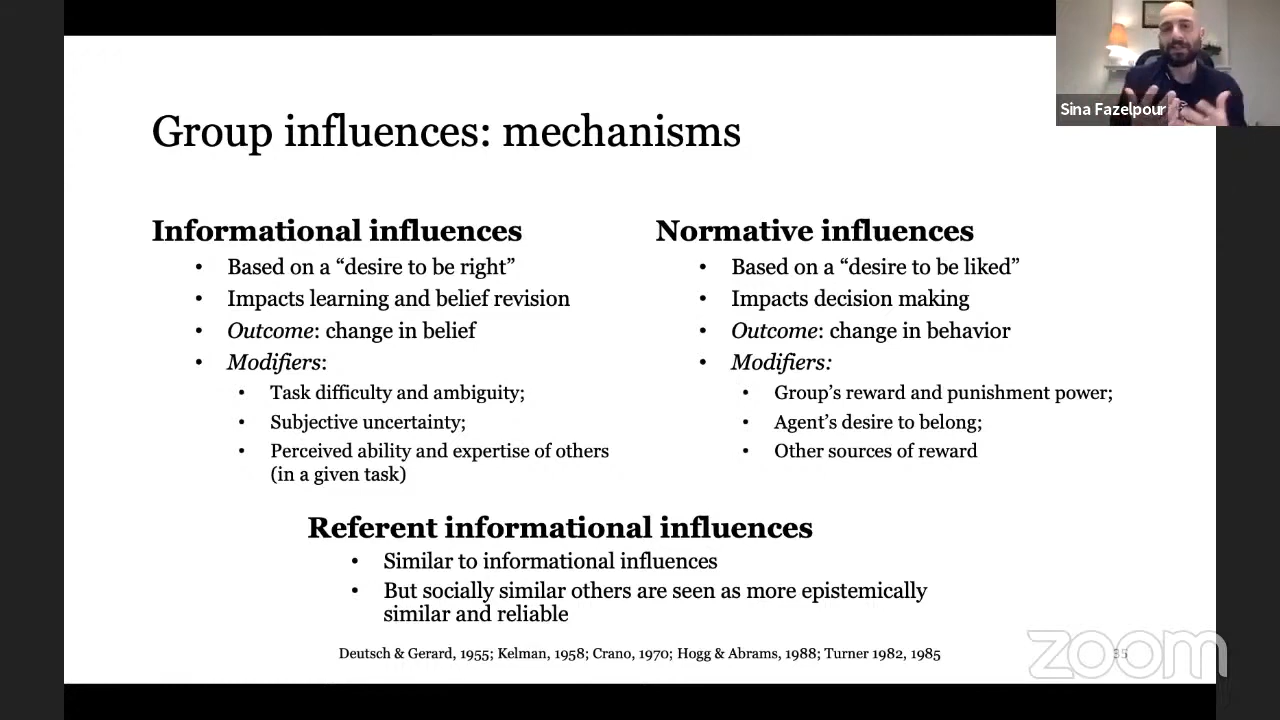 Sina Fazelpour
Group influences: mechanisms
Informational influences
• Based on a “desire to be right”
• Impacts learning and belief revision
• Outcome: change in belief
• Modifiers:
• Task difficulty and ambiguity;
• Subjective uncertainty;
• Perceived ability and expertise of others
(in a given task)
Normative influences
• Based on a “desire to be liked”
• Impacts decision making
• Outcome: change in behavior
• Modifiers:
• Group’s reward and punishment power;
• Agent’s desire to belong;
• Other sources of reward
Referent informational influences
• Similar to informational influences
• But socially similar others are seen as more epistemically
similar and reliable
Deutsch & Gerard, 1955; Kelman, 1958; Crano, 1970; Hogg & Abrams, 1988; Turner 1982, 1985
35
zoom